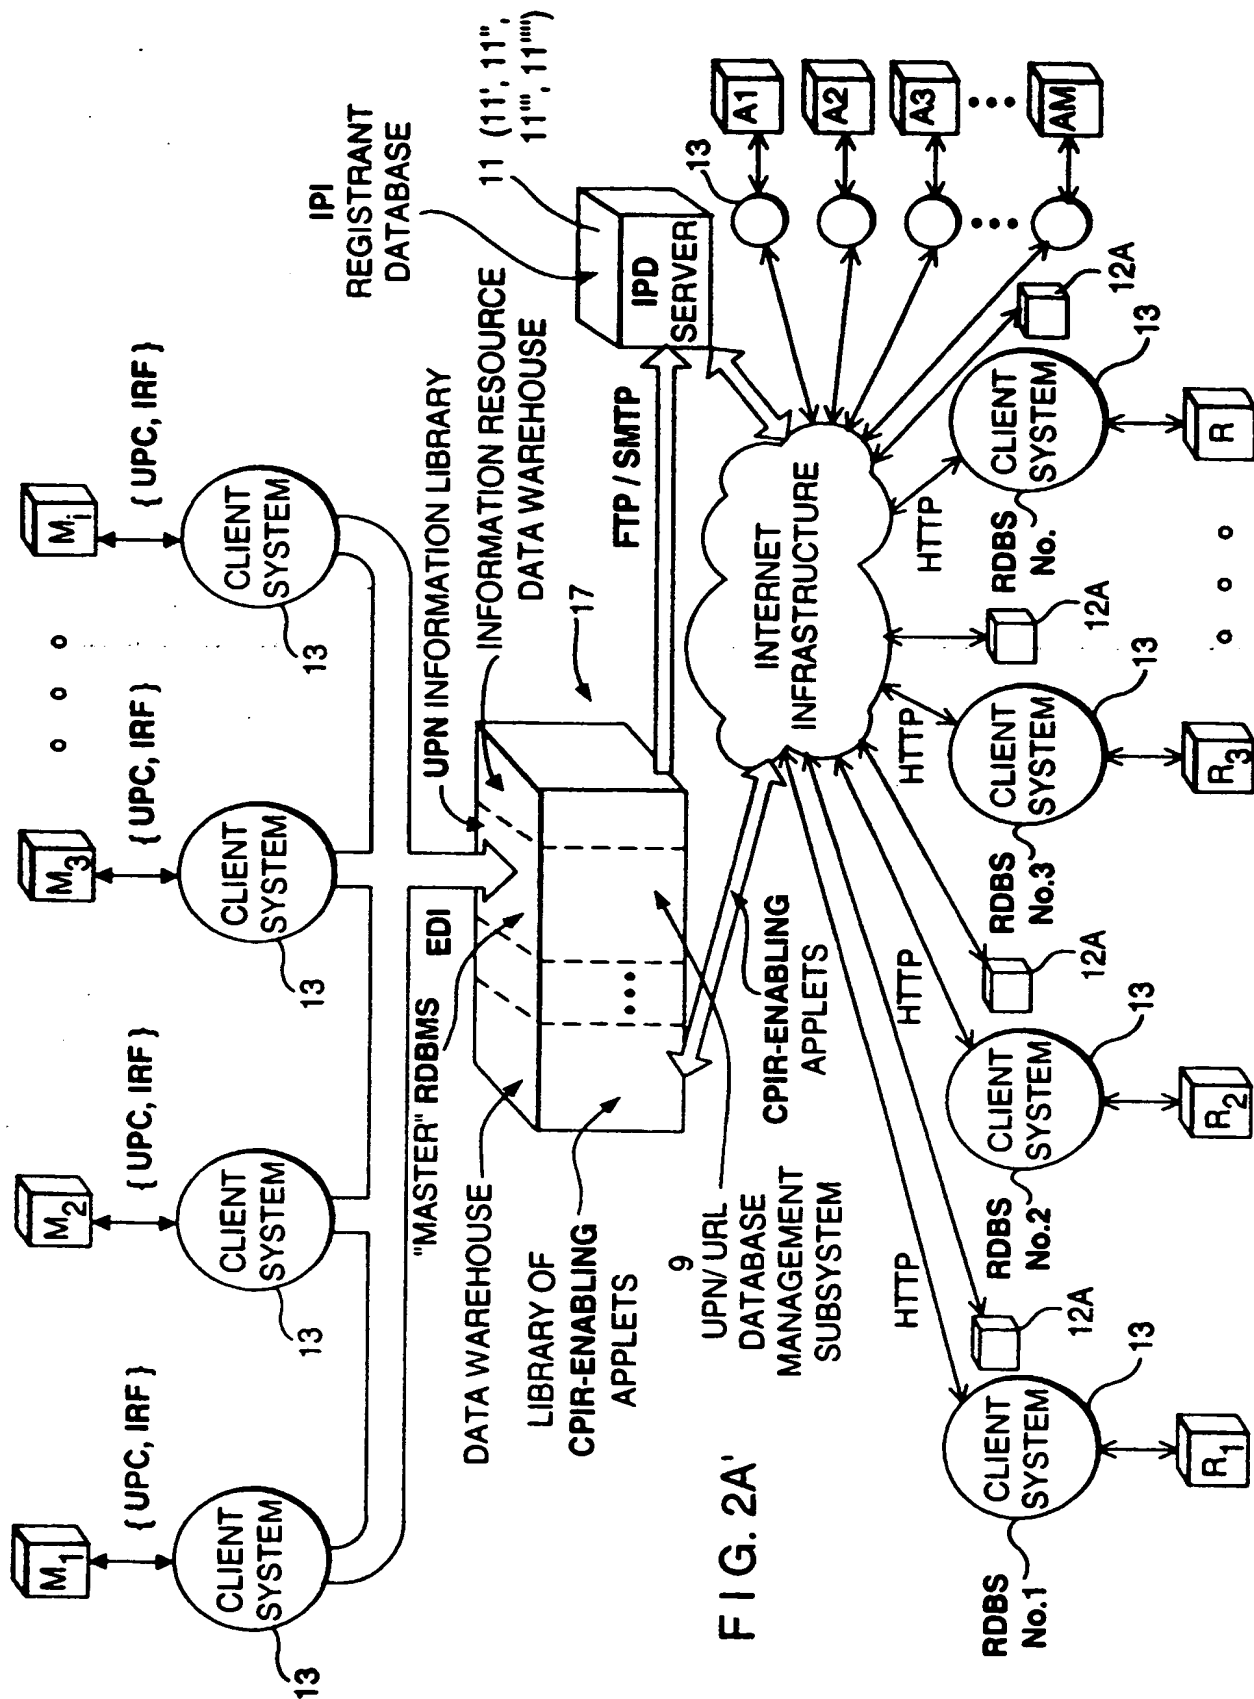 M1
M2
M3
Mi
{ UPC, IRF }
{ UPC, IRF }
{ UPC, IRF }
{ UPC, IRF }
CLIENT
SYSTEM
13
CLIENT
SYSTEM
13
CLIENT
SYSTEM
13
CLIENT
SYSTEM
13
"MASTER" RDBMS
EDI
UPN INFORMATION LIBRARY
INFORMATION RESOURCE
DATA WAREHOUSE
IPI
REGISTRANT
DATABASE
11 (11', 11",
11''', 11'''')
DATA WAREHOUSE
17
IPD
SERVER
FTP / SMTP
LIBRARY OF
CPIR-ENABLING
APPLETS
9
UPN/ URL
DATABASE
MANAGEMENT
SUBSYSTEM
CPIR-ENABLING
APPLETS
INTERNET
INFRASTRUCTURE
13
A1
A2
A3
AM
HTTP
HTTP
HTTP
HTTP
12A
12A
12A
12A
CLIENT
SYSTEM
13
RDBS
No.1
CLIENT
SYSTEM
13
RDBS
No.2
CLIENT
SYSTEM
13
RDBS
No.3
CLIENT
SYSTEM
13
RDBS
No.
R1
R2
R3
R
FIG. 2A'